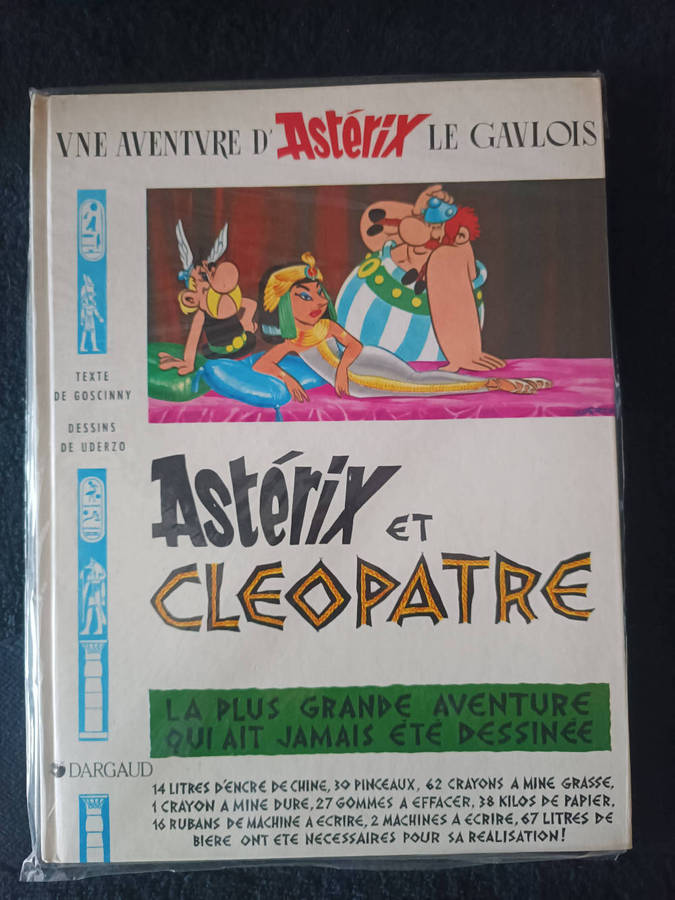 VNE AVENTVRE D'Astérix LE GAVLOIS
TEXTE
DE GOSCINNY
DESSINS
DE UDERZO
Astérix ET
CLEOPATRE
LA PLUS GRANDE AVENTURE
QUI AIT JAMAIS ÉTÉ DESSINÉE
DARGAUD
14 LITRES D'ENCRE DE CHINE, 30 PINCEAUX, 62 CRAYONS A MINE GRASSE,
1 CRAYON A MINE DURE, 27 GOMMES A EFFACER, 38 KILOS DE PAPIER,
16 RUBANS DE MACHINE A ECRIRE, 2 MACHINES A ECRIRE, 67 LITRES DE
BIERE ONT ETE NECESSAIRES POUR SA REALISATION!